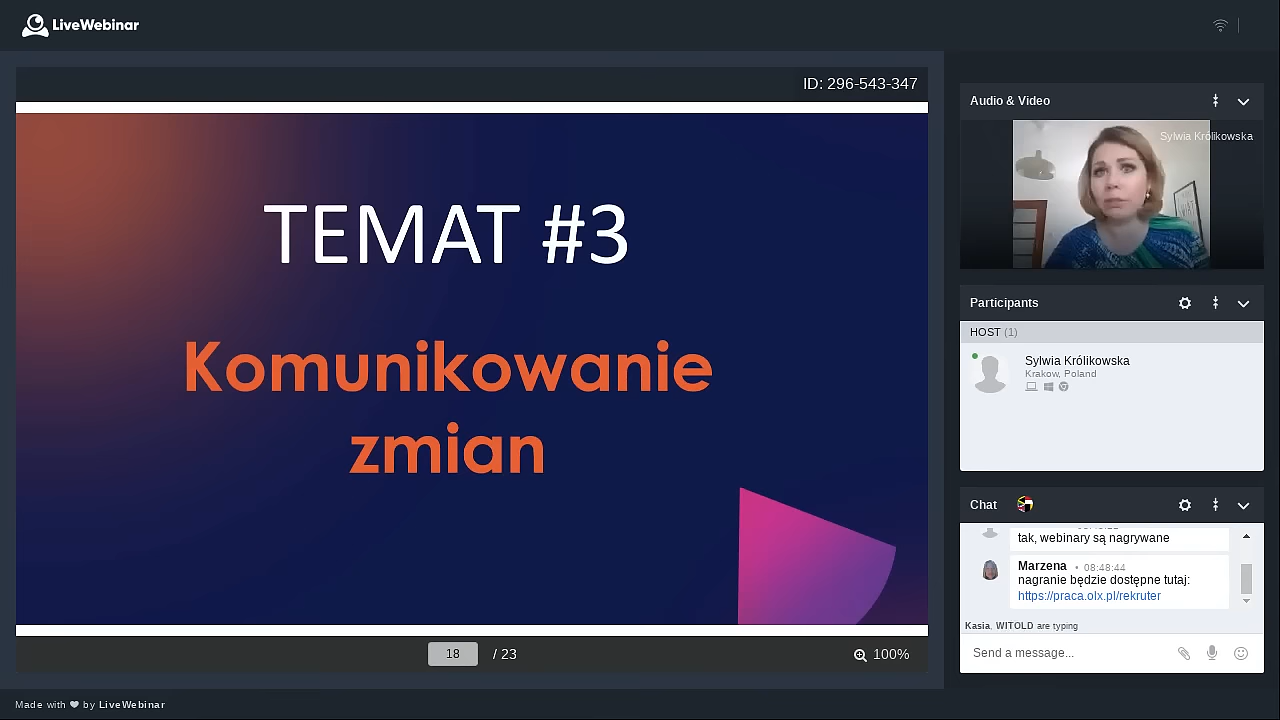 LiveWebinar
ID: 296-543-347
TEMAT #3
Komunikowanie
zmian
18 / 23
100%
Audio & Video
Sylwia Królikowska
Participants
HOST (1)
Sylwia Królikowska
Krakow, Poland
Chat
tak, webinary są nagrywane
Marzena • 08:48:44
nagranie będzie dostępne tutaj:
https://praca.olx.pl/rekruter
Kasia, WITOLD are typing
Send a message...
Made with by LiveWebinar